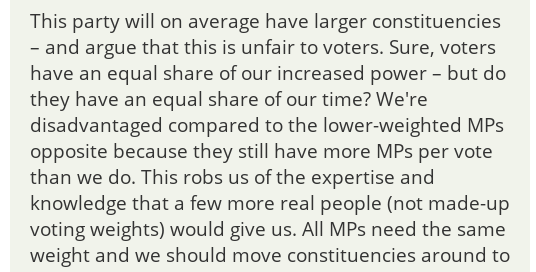 This party will on average have larger constituencies
– and argue that this is unfair to voters. Sure, voters
have an equal share of our increased power – but do
they have an equal share of our time? We're
disadvantaged compared to the lower-weighted MPs
opposite because they still have more MPs per vote
than we do. This robs us of the expertise and
knowledge that a few more real people (not made-up
voting weights) would give us. All MPs need the same
weight and we should move constituencies around to